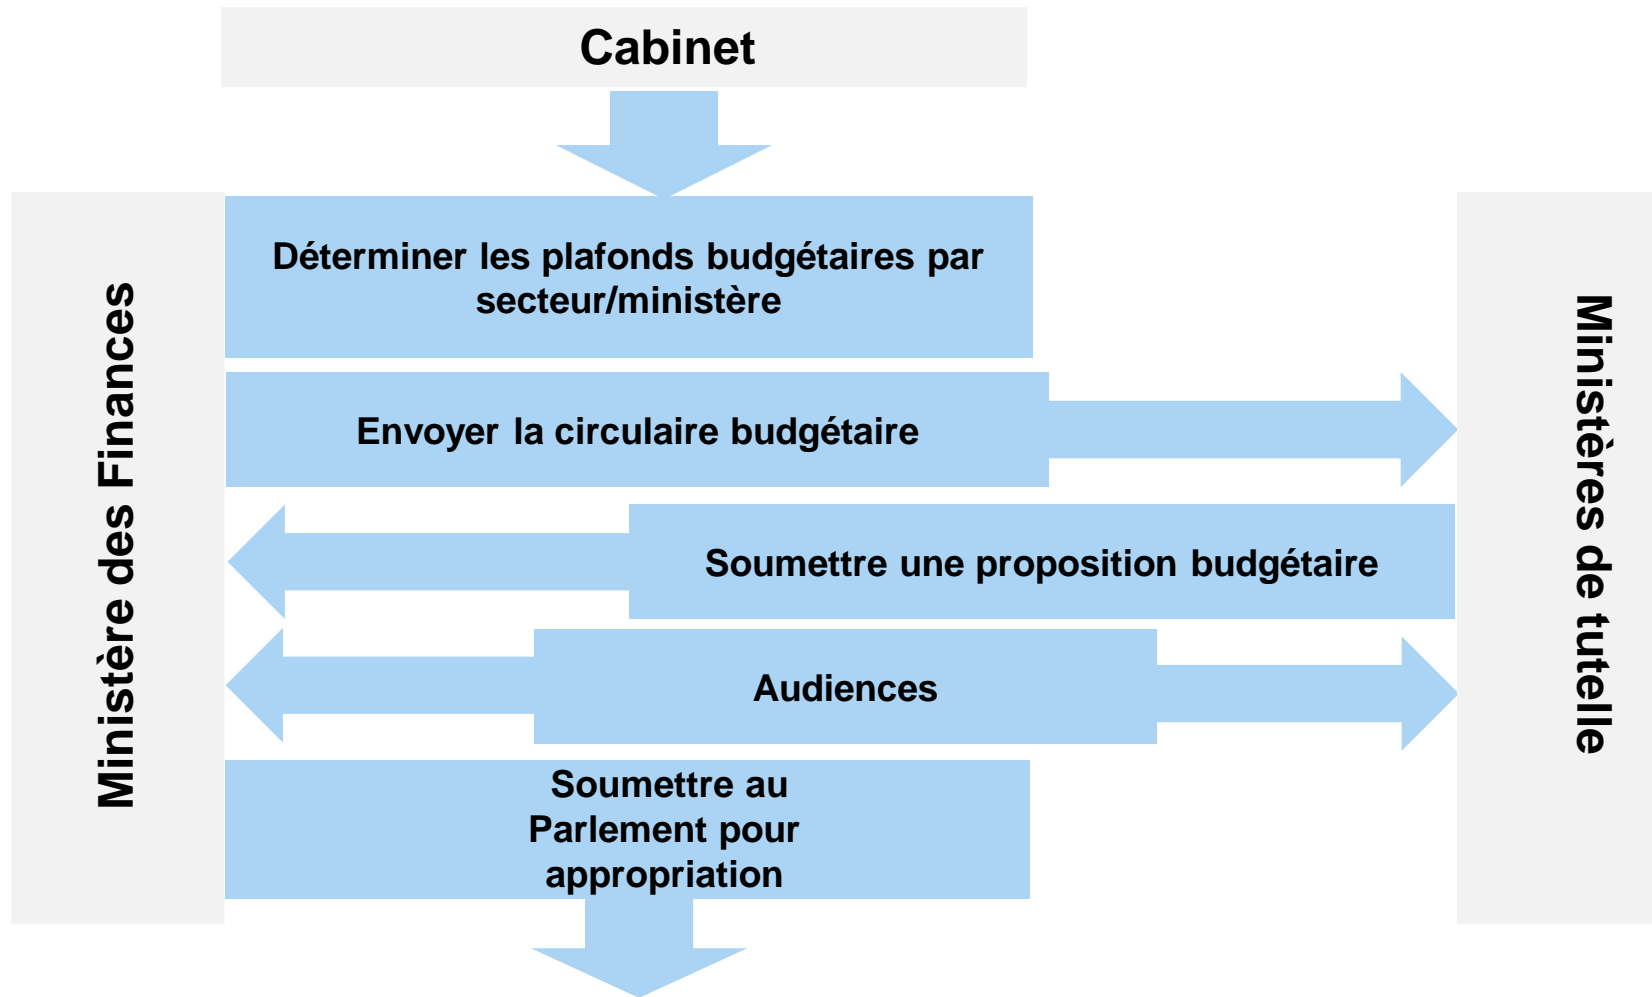 Cabinet
Ministère des Finances
Déterminer les plafonds budgétaires par
secteur/ministère
Envoyer la circulaire budgétaire
Soumettre une proposition budgétaire
Audiences
Soumettre au
Parlement pour
appropriation
Ministères de tutelle